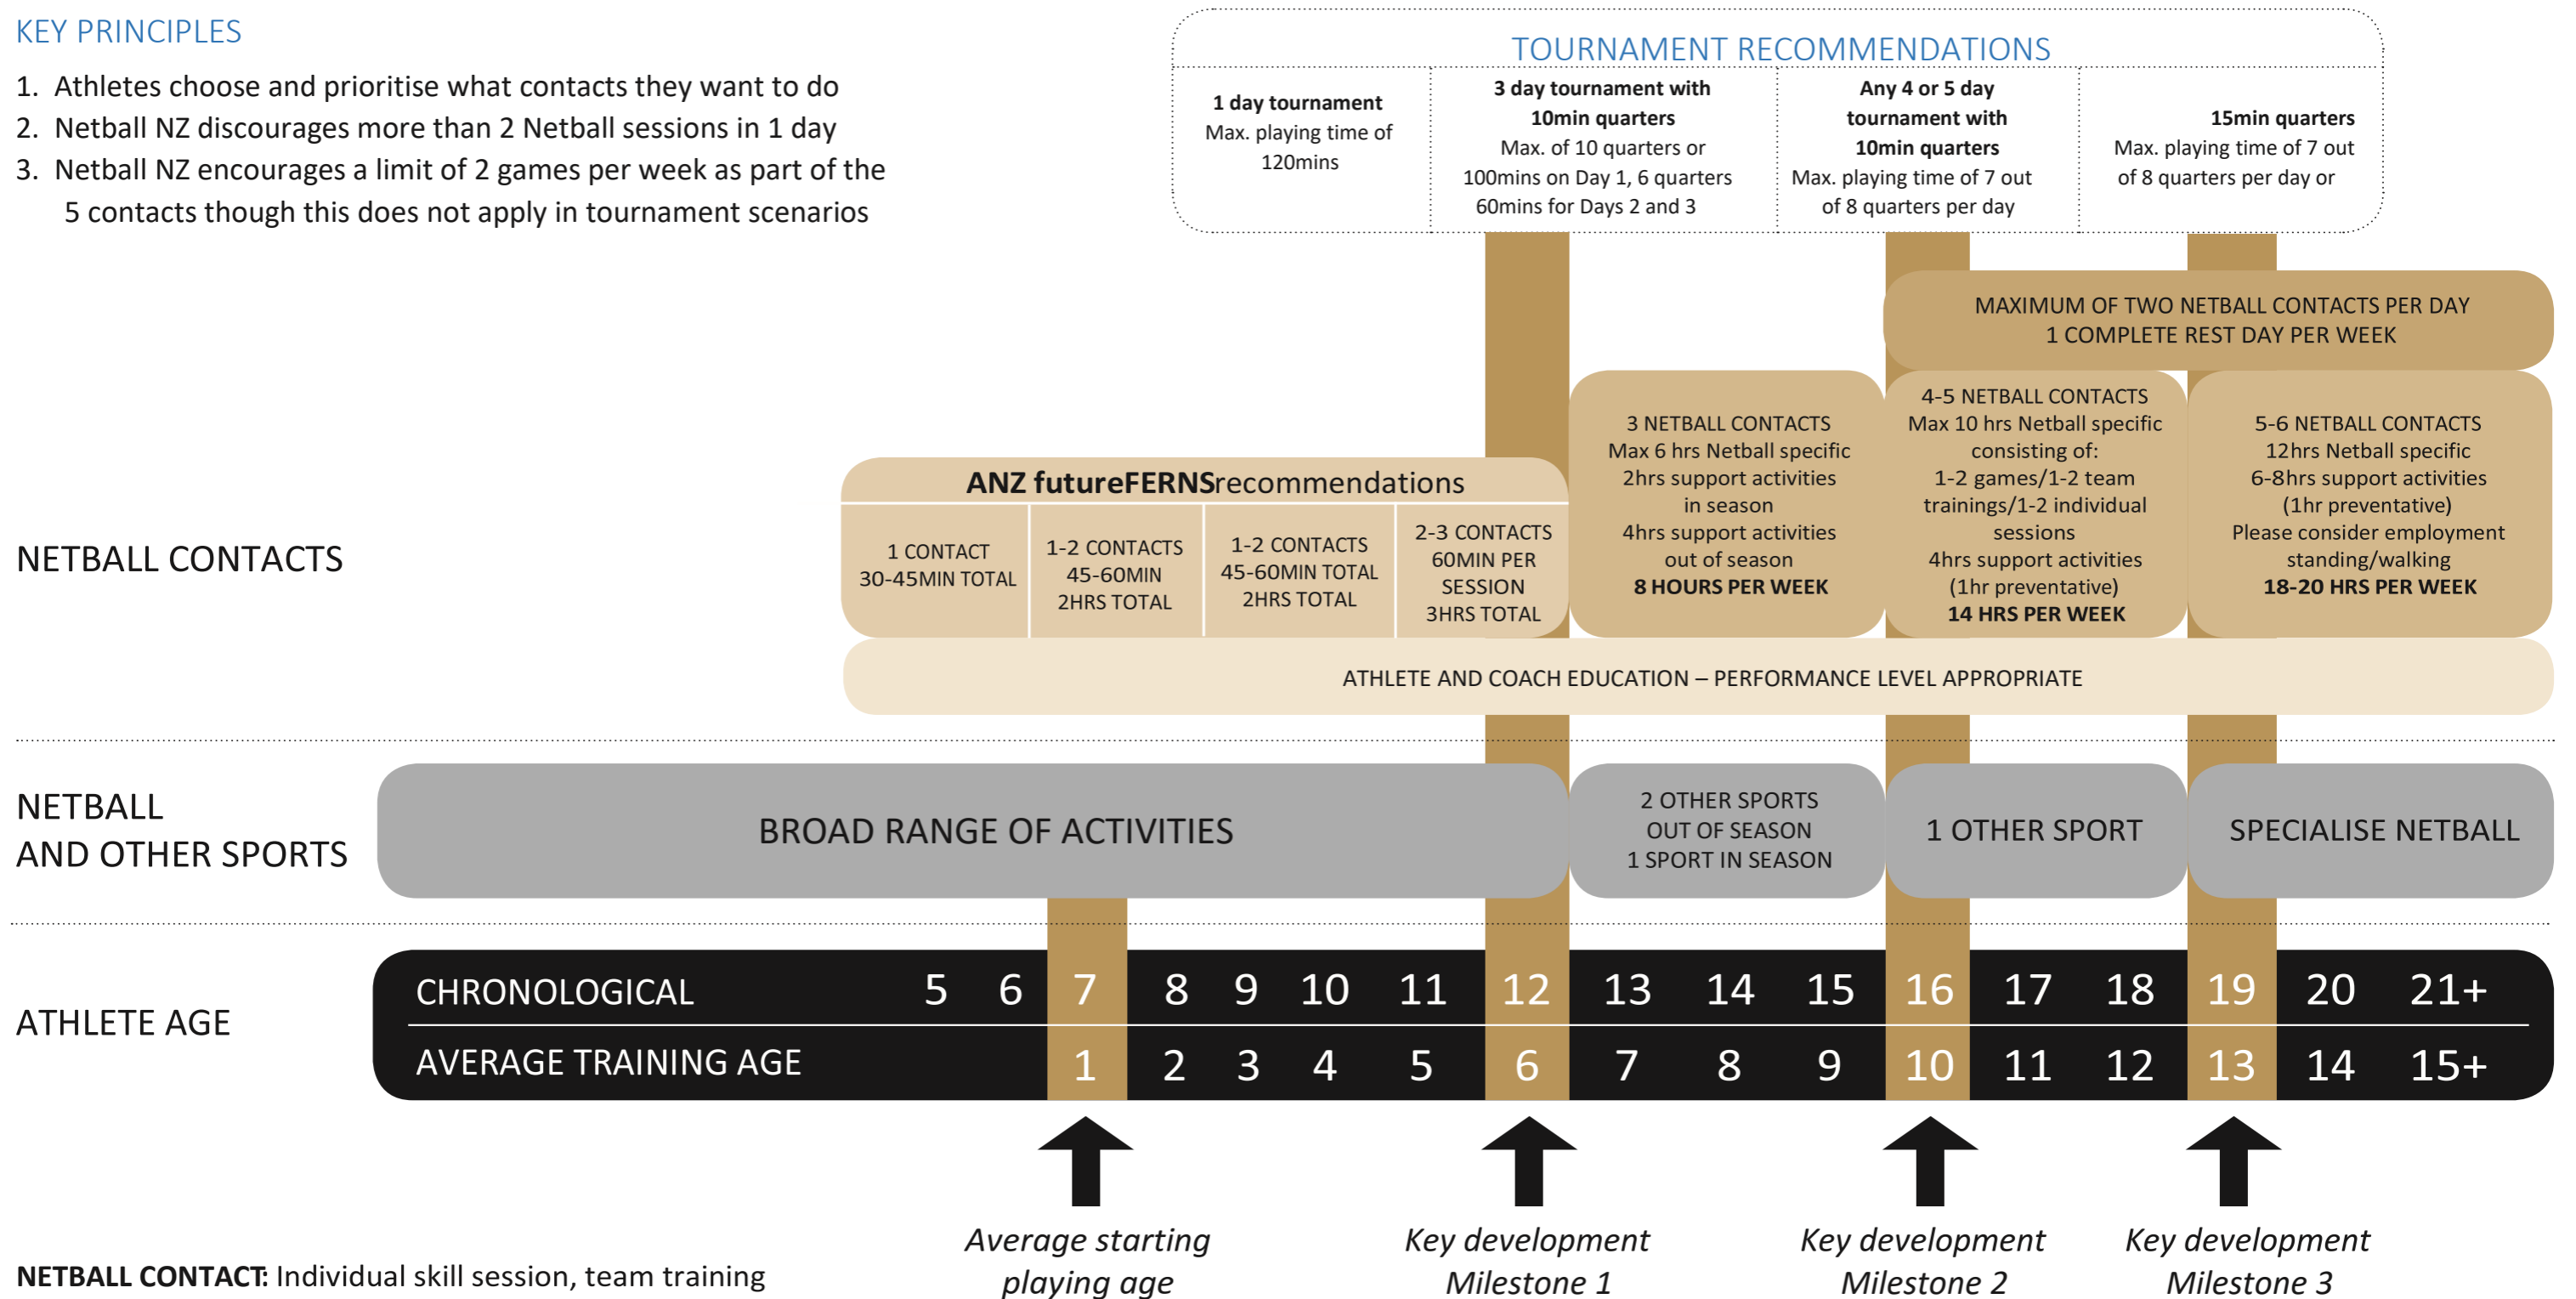 KEY PRINCIPLES
1. Athletes choose and prioritise what contacts they want to do
2. Netball NZ discourages more than 2 Netball sessions in 1 day
3. Netball NZ encourages a limit of 2 games per week as part of the
5 contacts though this does not apply in tournament scenarios
TOURNAMENT RECOMMENDATIONS
1 day tournament
Max. playing time of
120mins
3 day tournament with
10min quarters
Max. of 10 quarters or
100mins on Day 1, 6 quarters
60mins for Days 2 and 3
Any 4 or 5 day
tournament with
10min quarters
Max. playing time of 7 out
of 8 quarters per day
15min quarters
Max. playing time of 7 out
of 8 quarters per day or
MAXIMUM OF TWO NETBALL CONTACTS PER DAY
1 COMPLETE REST DAY PER WEEK
NETBALL CONTACTS
ANZ futureFERNSrecommendations
1 CONTACT
30-45MIN TOTAL
1-2 CONTACTS
45-60MIN
2HRS TOTAL
1-2 CONTACTS
45-60MIN TOTAL
2HRS TOTAL
2-3 CONTACTS
60MIN PER
SESSION
3HRS TOTAL
3 NETBALL CONTACTS
Max 6 hrs Netball specific
2hrs support activities
in season
4hrs support activities
out of season
8 HOURS PER WEEK
4-5 NETBALL CONTACTS
Max 10 hrs Netball specific
consisting of:
1-2 games/1-2 team
trainings/1-2 individual
sessions
4hrs support activities
(1hr preventative)
14 HRS PER WEEK
5-6 NETBALL CONTACTS
12hrs Netball specific
6-8hrs support activities
(1hr preventative)
Please consider employment
standing/walking
18-20 HRS PER WEEK
ATHLETE AND COACH EDUCATION – PERFORMANCE LEVEL APPROPRIATE
NETBALL
AND OTHER SPORTS
BROAD RANGE OF ACTIVITIES
2 OTHER SPORTS
OUT OF SEASON
1 SPORT IN SEASON
1 OTHER SPORT
SPECIALISE NETBALL
ATHLETE AGE
CHRONOLOGICAL 5 6 7 8 9 10 11 12 13 14 15 16 17 18 19 20 21+
AVERAGE TRAINING AGE 1 2 3 4 5 6 7 8 9 10 11 12 13 14 15+
Average starting
playing age
Key development
Milestone 1
Key development
Milestone 2
Key development
Milestone 3
NETBALL CONTACT: Individual skill session, team training